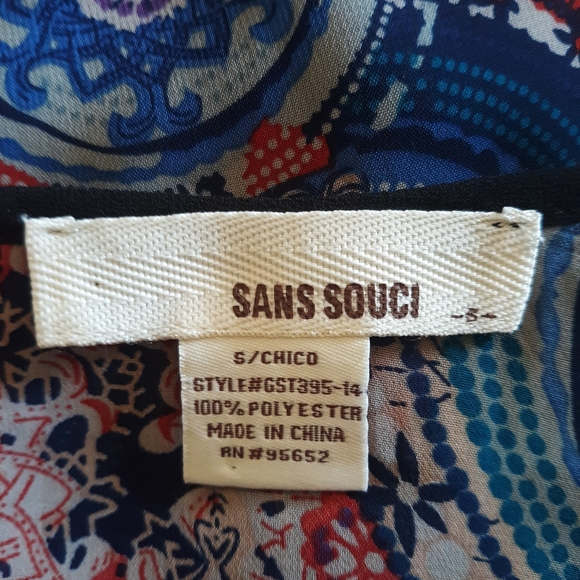 SANS SOUCI -S-
S/CHICO
STYLE#GST395-14
100% POLYESTER
MADE IN CHINA
RN #95652